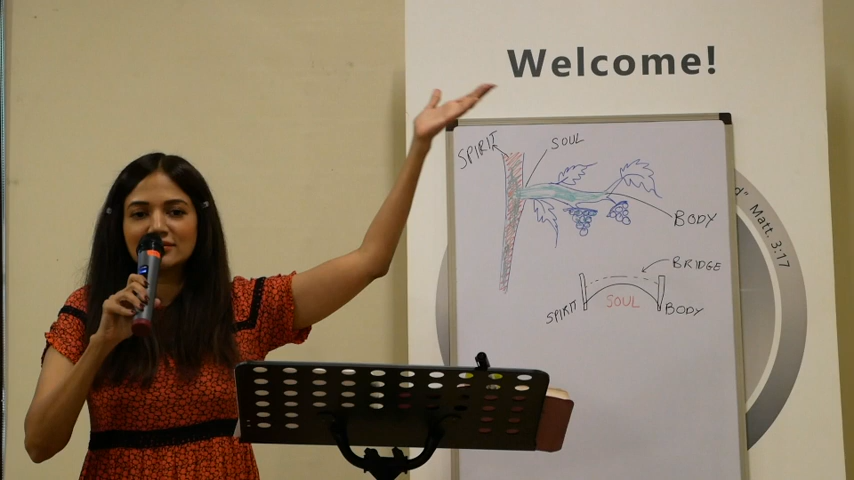 Welcome!
SPIRIT
SOUL
BODY
d" Matt. 3:17
BRIDGE
SPIRIT
SOUL
BODY